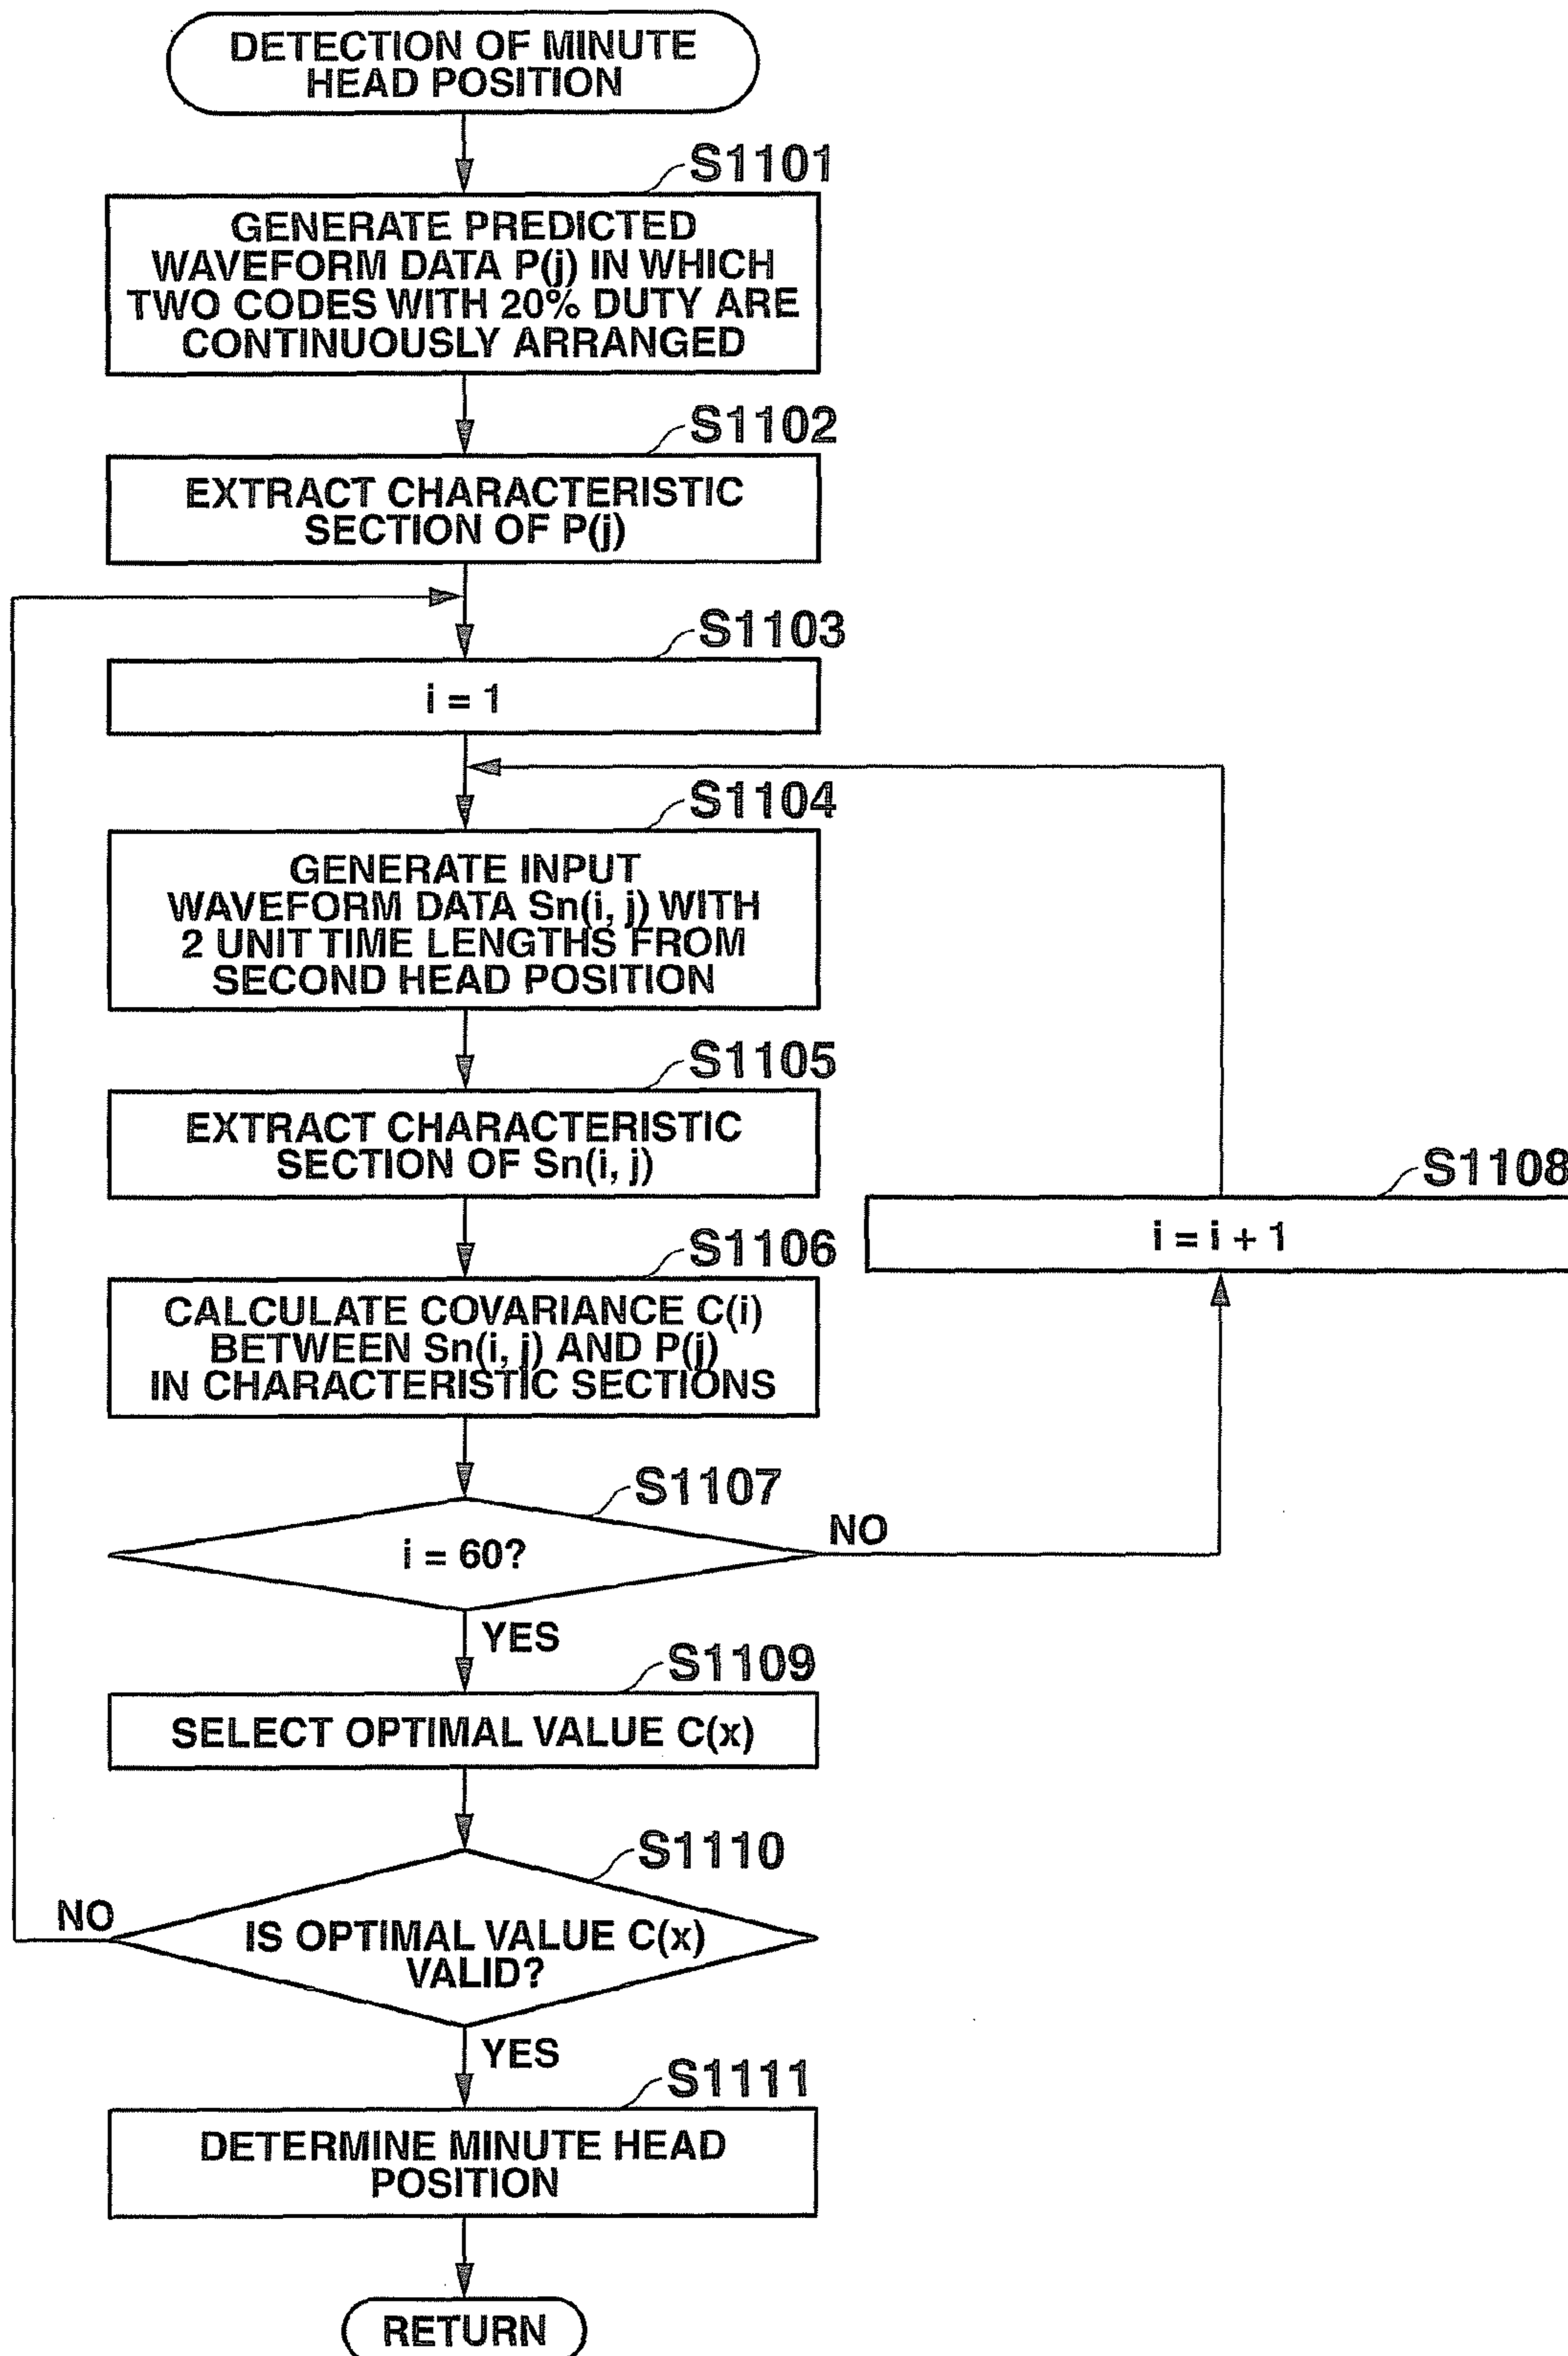 DETECTION OF MINUTE
HEAD POSITION
S1101
GENERATE PREDICTED
WAVEFORM DATA P(j) IN WHICH
TWO CODES WITH 20% DUTY ARE
CONTINUOUSLY ARRANGED
S1102
EXTRACT CHARACTERISTIC
SECTION OF P(j)
S1103
i = 1
S1104
GENERATE INPUT
WAVEFORM DATA Sn(i, j) WITH
2 UNIT TIME LENGTHS FROM
SECOND HEAD POSITION
S1105
EXTRACT CHARACTERISTIC
SECTION OF Sn(i, j)
S1108
i = i + 1
S1106
CALCULATE COVARIANCE C(i)
BETWEEN Sn(i, j) AND P(j)
IN CHARACTERISTIC SECTIONS
S1107
i = 60?
NO
YES
S1109
SELECT OPTIMAL VALUE C(x)
S1110
NO
IS OPTIMAL VALUE C(x)
VALID?
YES
S1111
DETERMINE MINUTE HEAD
POSITION
RETURN